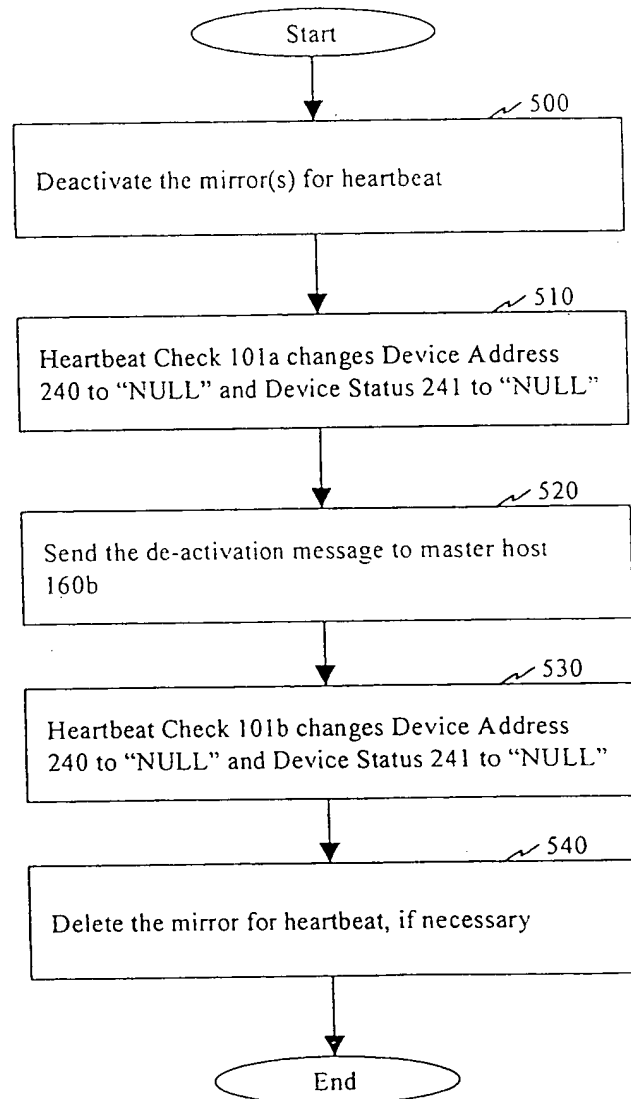 Start
500
Deactivate the mirror(s) for heartbeat
510
Heartbeat Check 101a changes Device Address
240 to “NULL” and Device Status 241 to “NULL”
520
Send the de-activation message to master host
160b
530
Heartbeat Check 101b changes Device Address
240 to “NULL” and Device Status 241 to “NULL”
540
Delete the mirror for heartbeat, if necessary
End